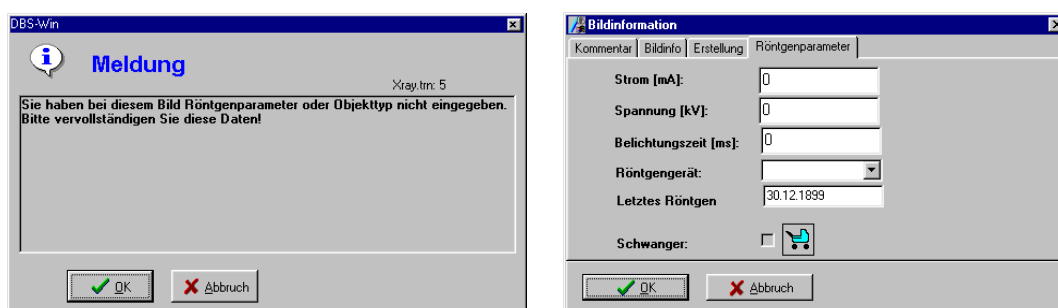 DBS-Win
Meldung
Xray.trn: 5
Sie haben bei diesem Bild Röntgenparameter oder Objekttyp nicht eingegeben.
Bitte vervollständigen Sie diese Daten!
OK
Abbruch
Bildinformation
Kommentar Bildinfo Erstellung Röntgenparameter
Strom [mA]: 0
Spannung [kV]: 0
Belichtungszeit [ms]: 0
Röntgengerät:
Letztes Röntgen 30.12.1899
Schwanger:
OK
Abbruch